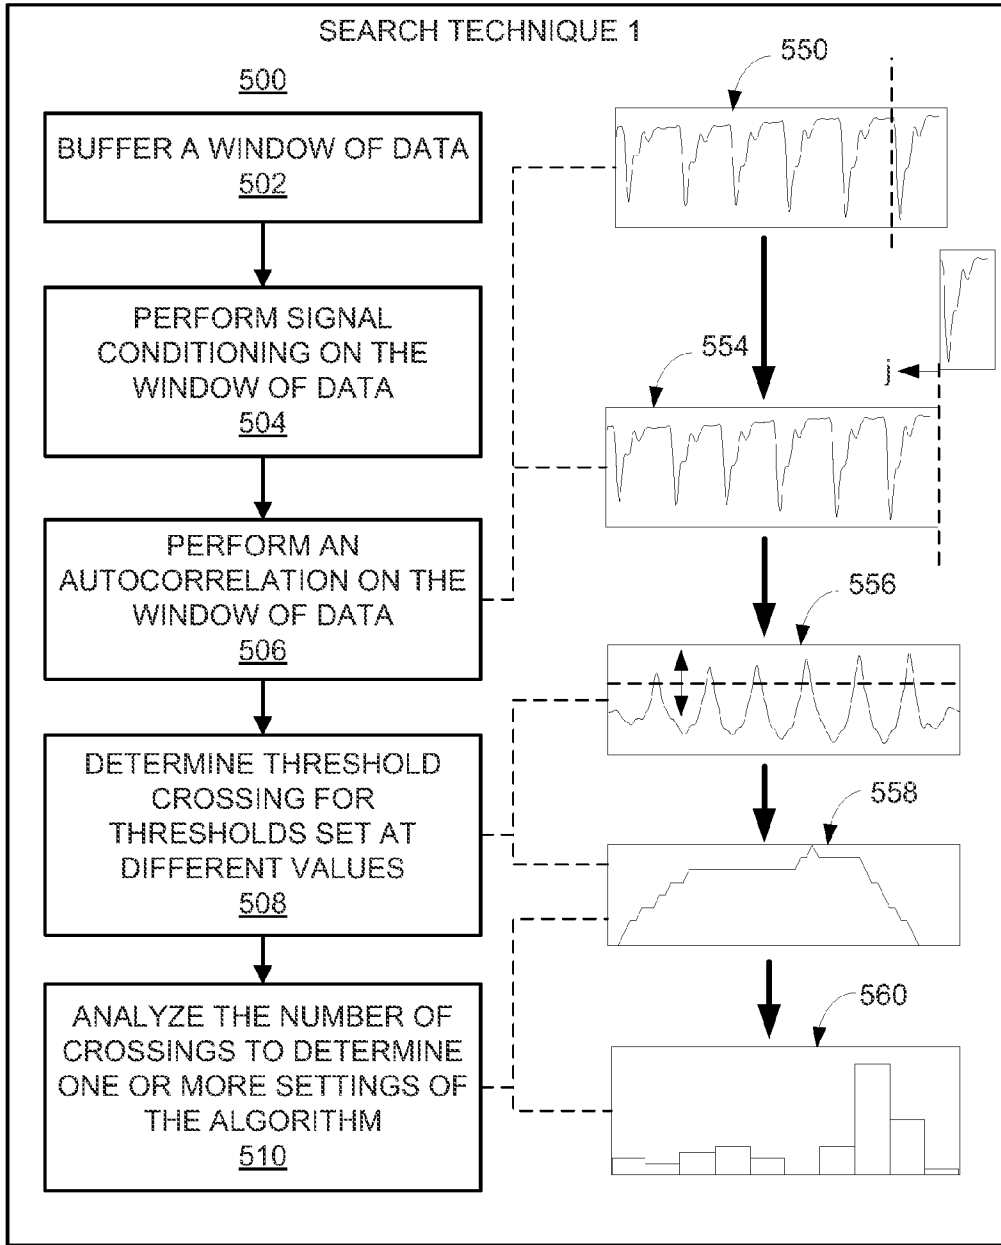 SEARCH TECHNIQUE 1
500
BUFFER A WINDOW OF DATA
502
PERFORM SIGNAL
CONDITIONING ON THE
WINDOW OF DATA
504
PERFORM AN
AUTOCORRELATION ON THE
WINDOW OF DATA
506
DETERMINE THRESHOLD
CROSSING FOR
THRESHOLDS SET AT
DIFFERENT VALUES
508
ANALYZE THE NUMBER OF
CROSSINGS TO DETERMINE
ONE OR MORE SETTINGS OF
THE ALGORITHM
510
550
554
j
556
558
560